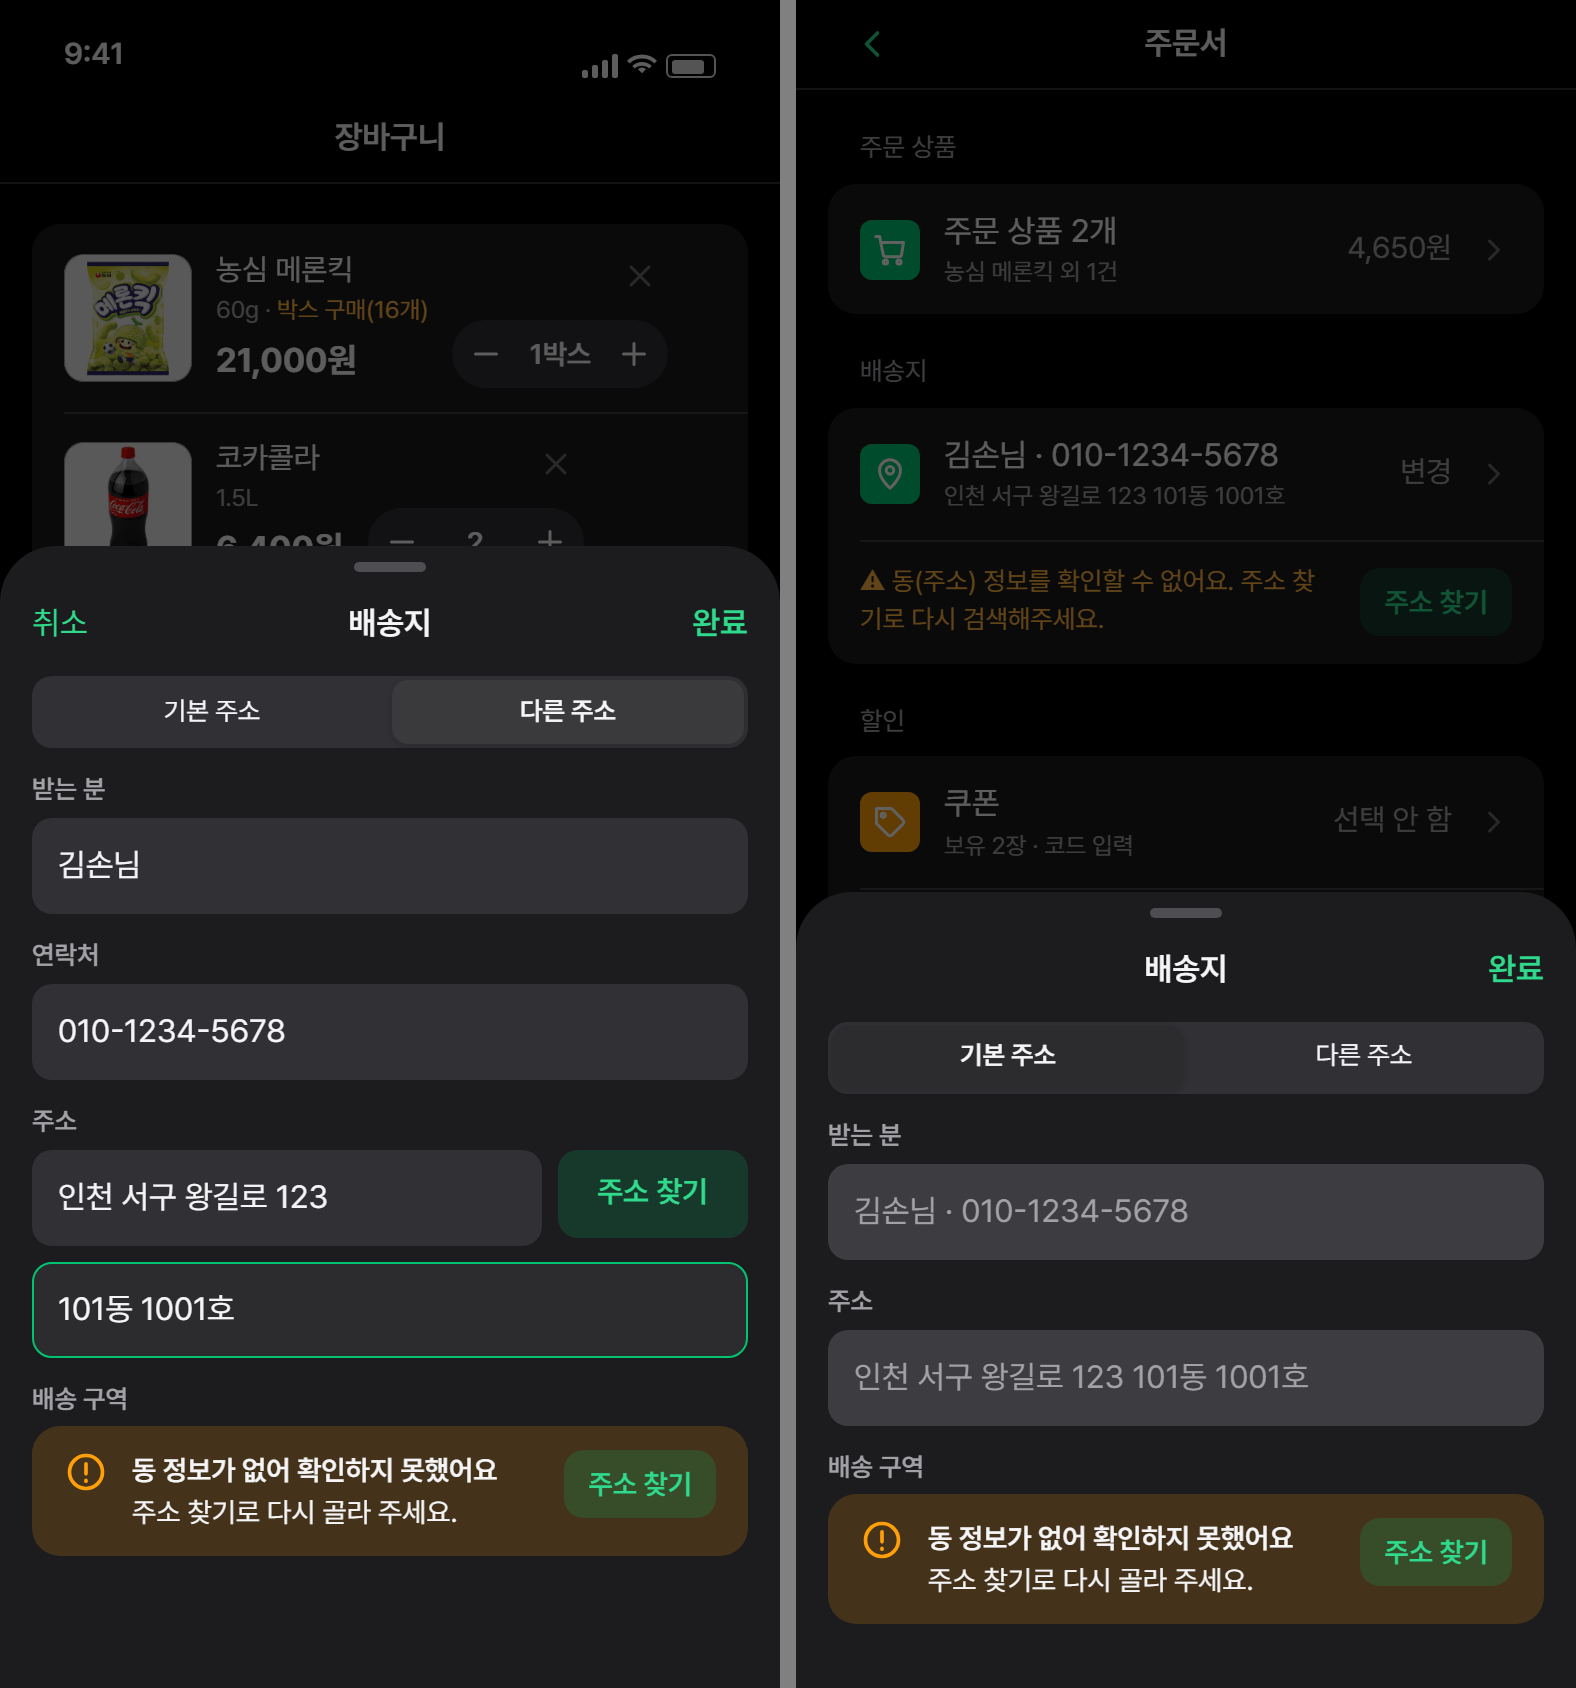 9:41
장바구니
농심 메론킥
60g · 박스 구매(16개)
21,000원
1박스
메론킥
코카콜라
1.5L
6,400원
2
Coca-Cola
취소
배송지
완료
기본 주소
다른 주소
받는 분
김손님
연락처
010-1234-5678
주소
인천 서구 왕길로 123
주소 찾기
101동 1001호
배송 구역
동 정보가 없어 확인하지 못했어요
주소 찾기로 다시 골라 주세요.
주소 찾기
주문서
주문 상품
주문 상품 2개
농심 메론킥 외 1건
4,650원
배송지
김손님 · 010-1234-5678
인천 서구 왕길로 123 101동 1001호
변경
동(주소) 정보를 확인할 수 없어요. 주소 찾
기로 다시 검색해주세요.
주소 찾기
할인
쿠폰
보유 2장 · 코드 입력
선택 안 함
배송지
완료
기본 주소
다른 주소
받는 분
김손님 · 010-1234-5678
주소
인천 서구 왕길로 123 101동 1001호
배송 구역
동 정보가 없어 확인하지 못했어요
주소 찾기로 다시 골라 주세요.
주소 찾기